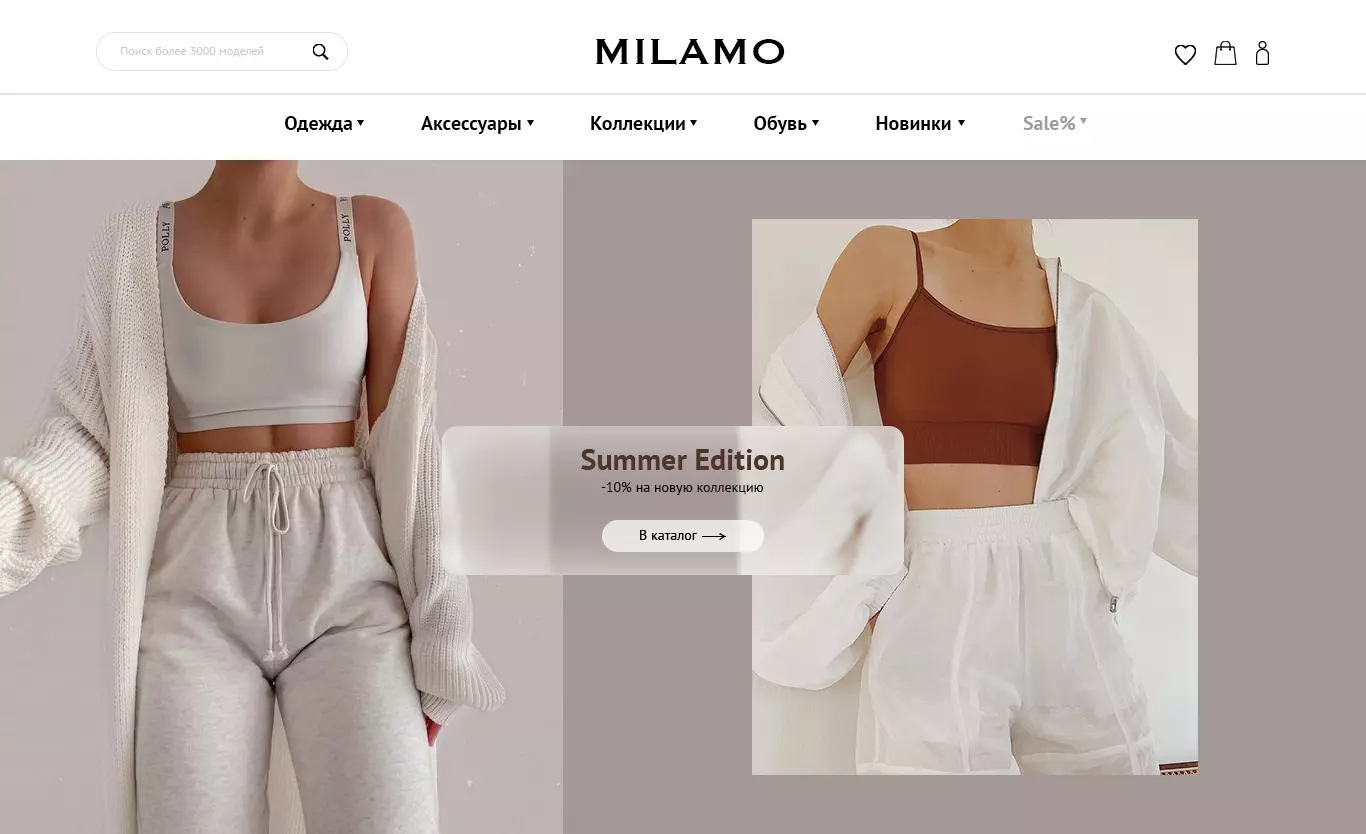 Поиск более 3000 моделей
MILAMO
Одежда
Аксессуары
Коллекции
Обувь
Новинки
Sale%
POLLY
POLLY
Summer Edition
-10% на новую коллекцию
В каталог